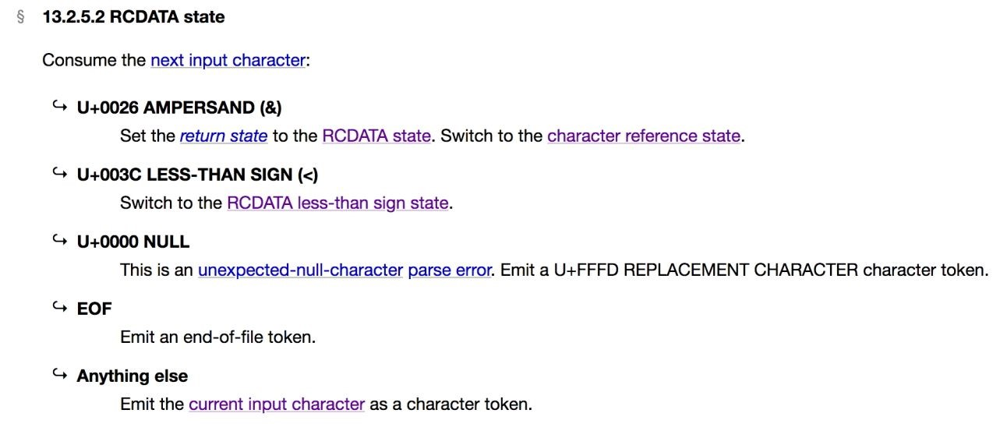 § 13.2.5.2 RCDATA state
Consume the next input character:
↪ U+0026 AMPERSAND (&)
Set the return state to the RCDATA state. Switch to the character reference state.
↪ U+003C LESS-THAN SIGN (<)
Switch to the RCDATA less-than sign state.
↪ U+0000 NULL
This is an unexpected-null-character parse error. Emit a U+FFFD REPLACEMENT CHARACTER character token.
↪ EOF
Emit an end-of-file token.
↪ Anything else
Emit the current input character as a character token.